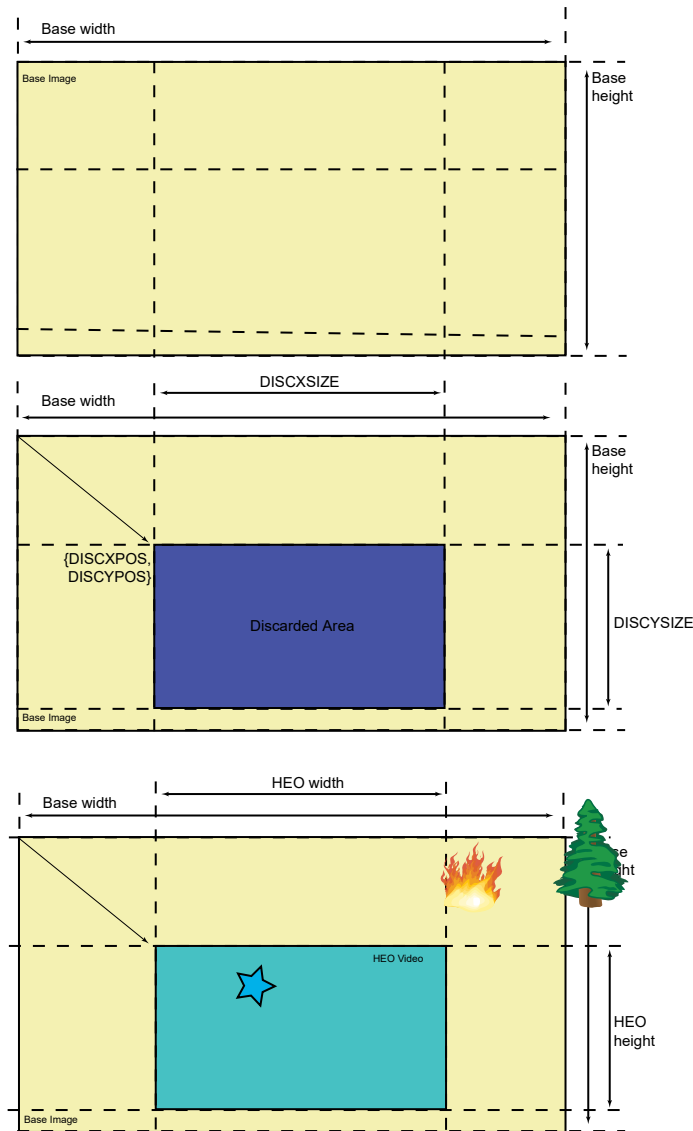 Base width
Base Image
Base
height
DISCXSIZE
Base width
Base
height
{DISCXPOS,
DISCYPOS}
Discarded Area
DISCYSIZE
Base Image
HEO width
Base width
HEO Video
HEO
height
Base Image